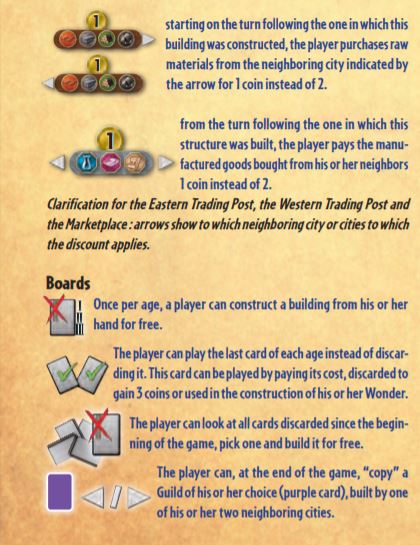 1
starting on the turn following the one in which this
building was constructed, the player purchases raw
1
materials from the neighboring city indicated by
the arrow for 1 coin instead of 2.
from the turn following the one in which this
1
structure was built, the player pays the manu-
factured goods bought from his or her neighbors
1 coin instead of 2.
Clarification for the Eastern Trading Post, the Western Trading Post and
the Marketplace : arrows show to which neighboring city or cities to which
the discount applies.
Boards
Once per age, a player can construct a building from his or her
hand for free.
The player can play the last card of each age instead of discar-
ding it. This card can be played by paying its cost, discarded to
gain 3 coins or used in the construction of his or her Wonder.
The player can look at all cards discarded since the begin-
ning of the game, pick one and build it for free.
The player can, at the end of the game, “copy” a
Guild of his or her choice (purple card), built by one
of his or her two neighboring cities.